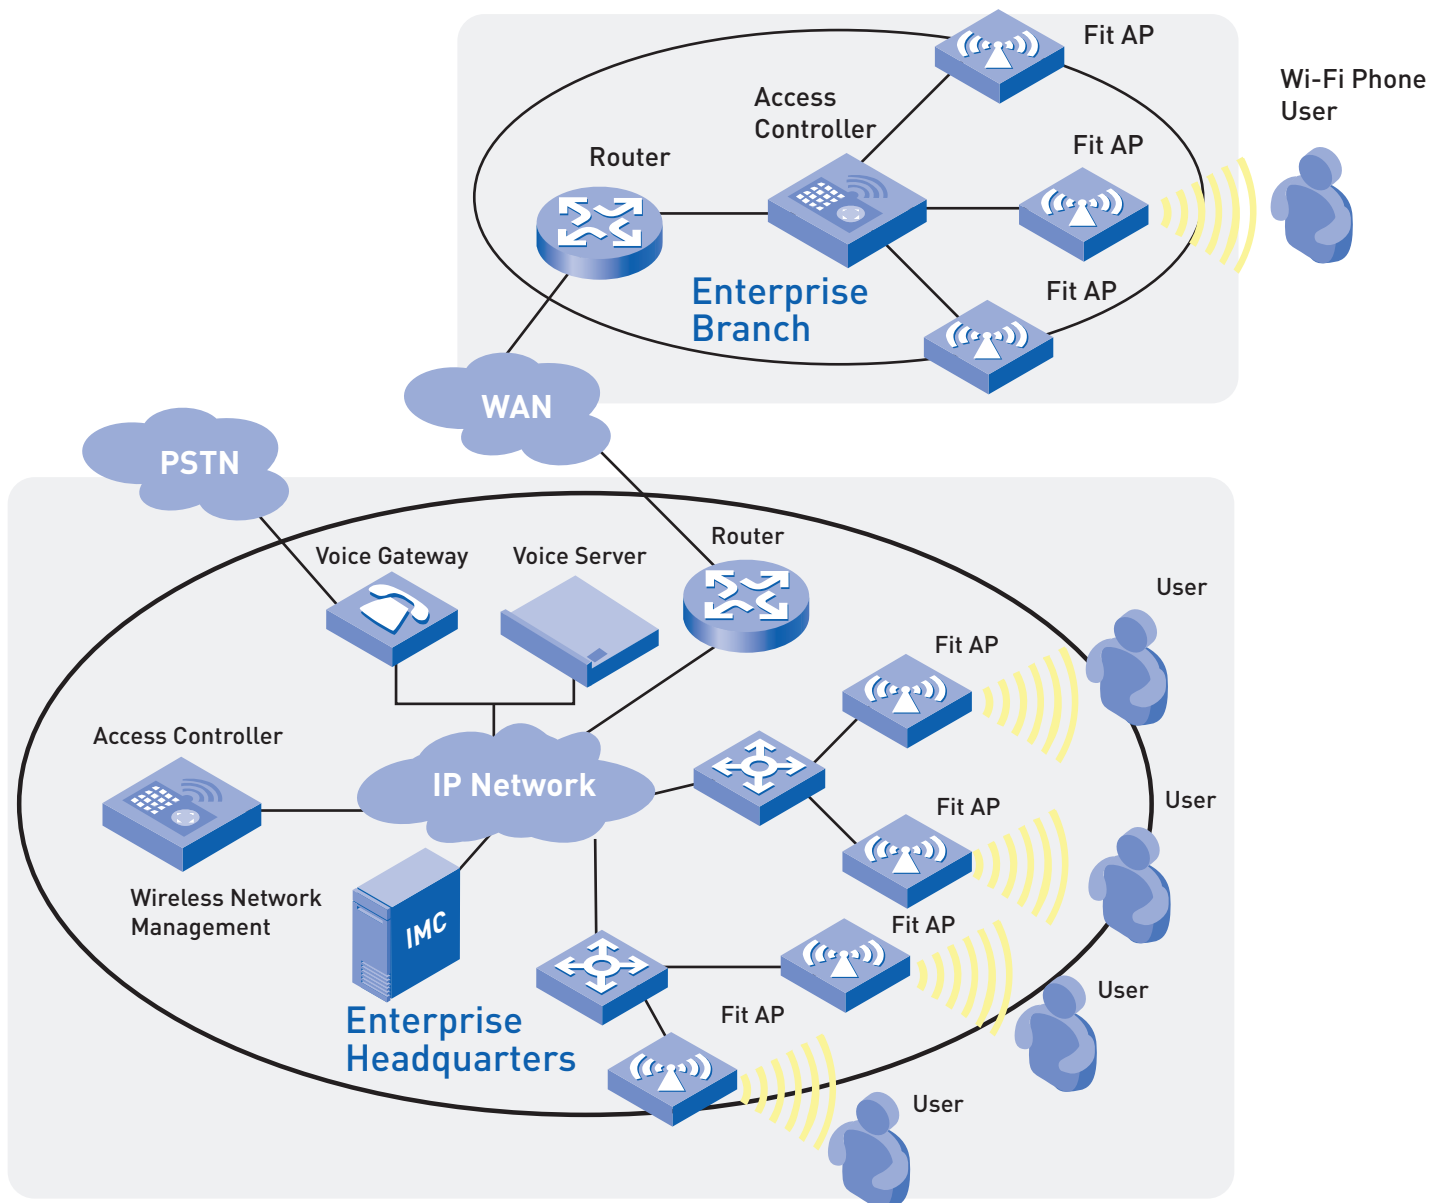 Fit AP
Wi-Fi Phone
User
Access
Controller
Fit AP
Router
Fit AP
Enterprise
Branch
WAN
PSTN
Router
Voice Gateway
Voice Server
User
Fit AP
Access Controller
IP Network
User
Fit AP
Wireless Network
Management
IMC
Fit AP
User
Fit AP
Enterprise
Headquarters
User